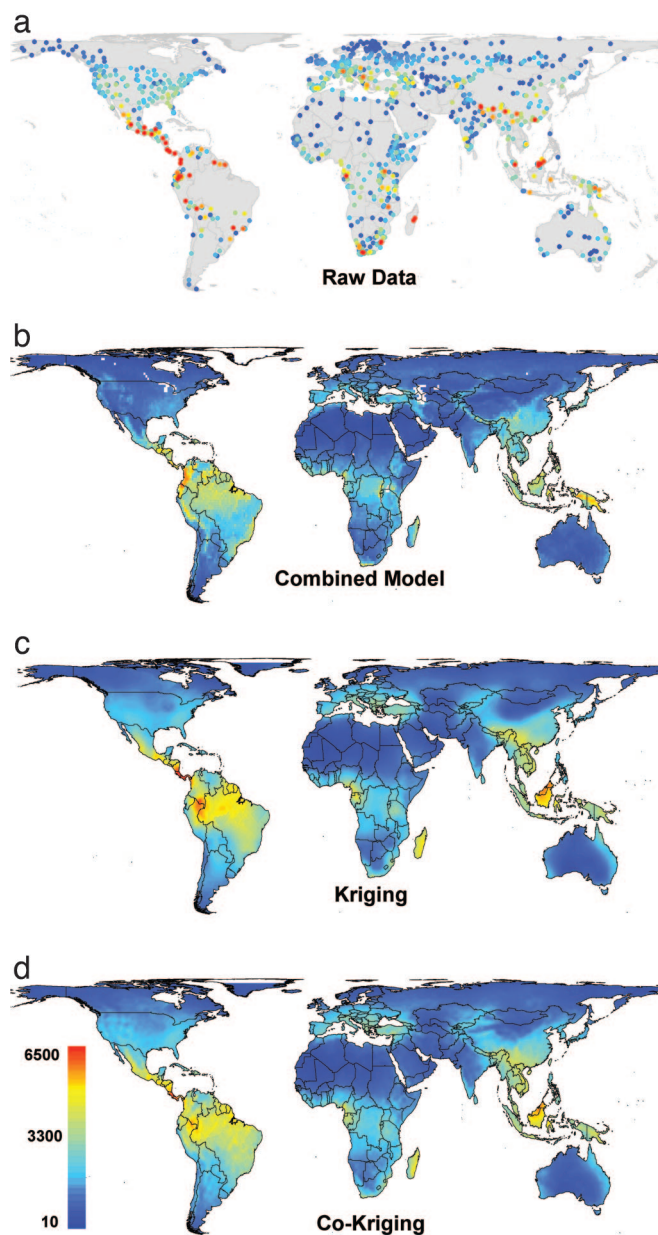 a
Raw Data
b
Combined Model
c
Kriging
d
6500
3300
10
Co-Kriging